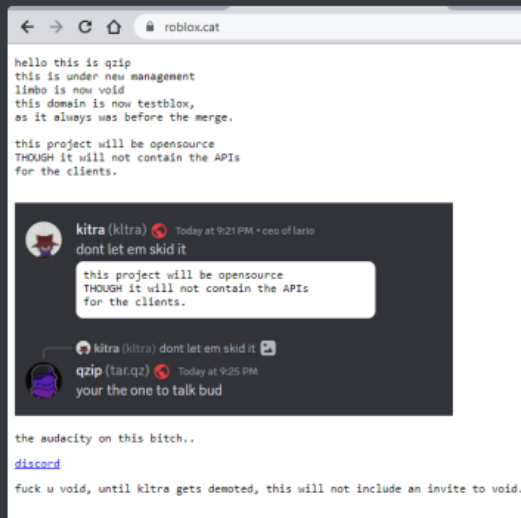 roblox.cat
hello this is qzip
this is under new management
limbo is now void
this domain is now testblox,
as it always was before the merge.
this project will be opensource
THOUGH it will not contain the APIs
for the clients.
kitra (kltra) Today at 9:21 PM • ceo of lario
dont let em skid it
this project will be opensource
THOUGH it will not contain the APIs
for the clients.
kitra (kltra) dont let em skid it
qzip (tar.qz) Today at 9:25 PM
your the one to talk bud
the audacity on this bitch..
discord
fuck u void, until kltra gets demoted, this will not include an invite to void.